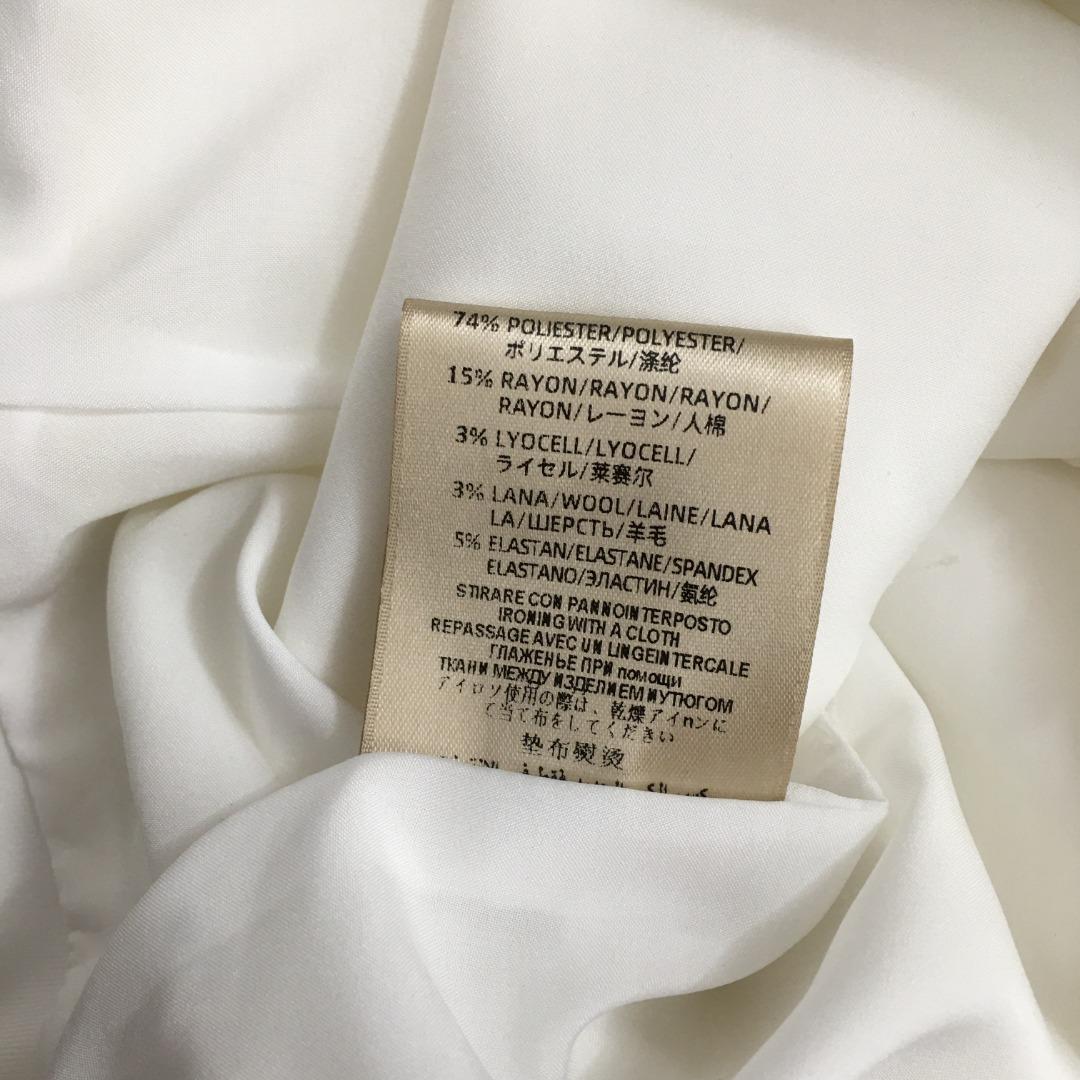 74% POLIESTER/POLYESTER/
ポリエステル/涤纶
15% RAYON/RAYON/RAYON/
RAYON/レーヨン/人棉
3% LYOCELL/LYOCELL/
ライセル/莱赛尔
3% LANA/WOOL/LAINE/LANA
LA/ШЕРСТЬ/羊毛
5% ELASTAN/ELASTANE/SPANDEX
ELASTANO/ЭЛАСТИН/氨纶
STIRARE CON PANNOINTERPOSTO
IRONING WITH A CLOTH
REPASSAGE AVEC UN LINGEINTERCALE
ГЛАЖЕНЬЕ ПРИ помощи
ТКАНИ МЕЖДУ ИЗДЕЛИЕМ ИУТЮГОМ
アイロソ使用の際は、乾燥アイnンに
て当て布をしてください
垫布熨烫